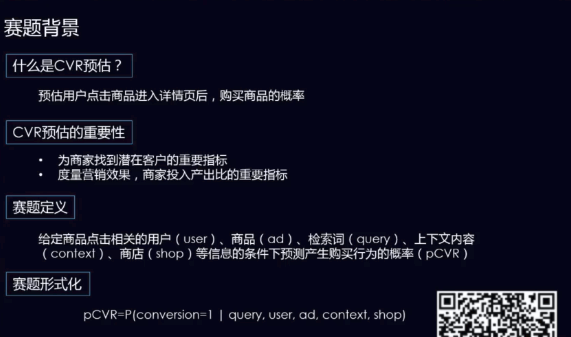 赛题背景
什么是CVR预估？
预估用户点击商品进入详情页后，购买商品的概率
CVR预估的重要性
• 为商家找到潜在客户的重要指标
• 度量营销效果，商家投入产出比的重要指标
赛题定义
给定商品点击相关的用户（user）、商品（ad）、检索词（query）、上下文内容
（context）、商店（shop）等信息的条件下预测产生购买行为的概率（pCVR）
赛题形式化
pCVR=P(conversion=1 | query, user, ad, context, shop)